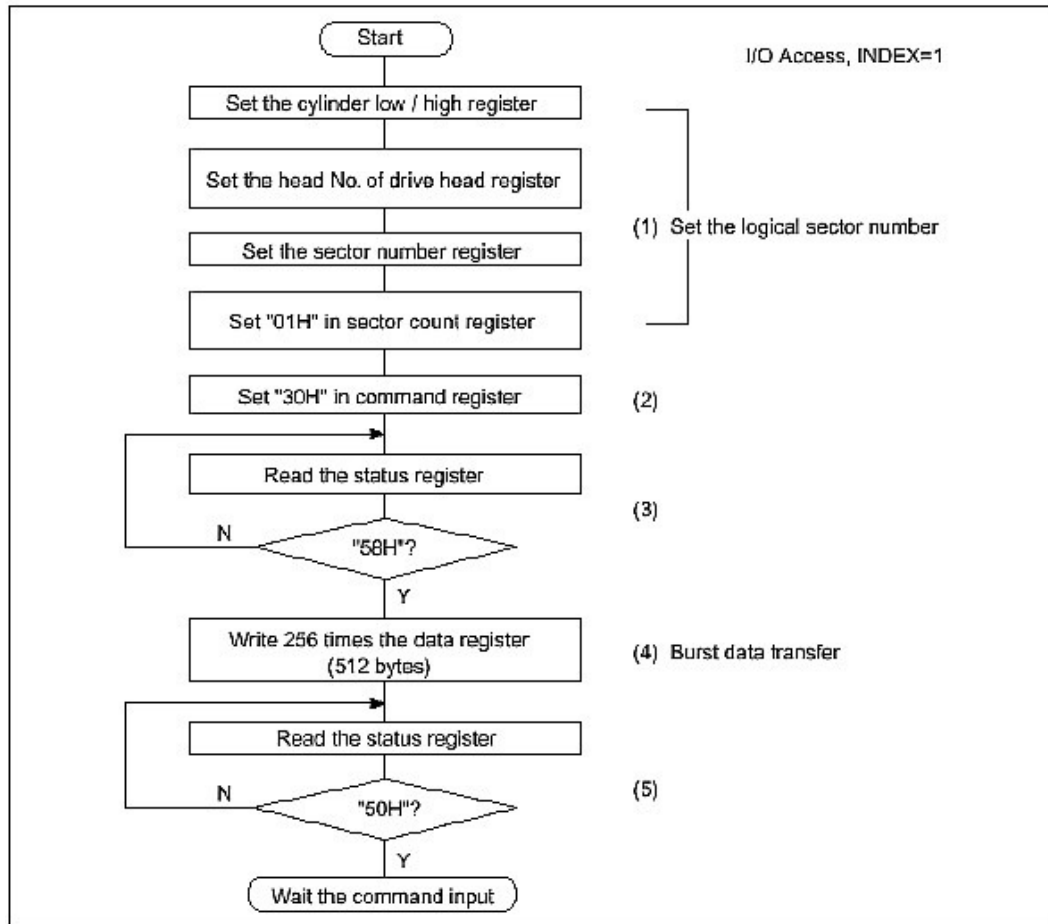 Start
I/O Access, INDEX=1
Set the cylinder low / high register
Set the head No. of drive head register
(1) Set the logical sector number
Set the sector number register
Set "01H" in sector count register
Set "30H" in command register
(2)
Read the status register
(3)
N
"58H"?
Y
Write 256 times the data register
(512 bytes)
(4) Burst data transfer
Read the status register
(5)
N
"50H"?
Y
Wait the command input